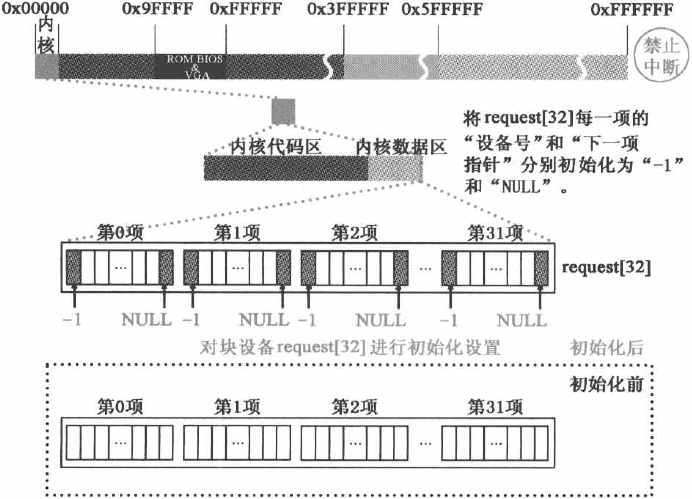 0x00000 0x9FFFF 0xFFFFF 0x3FFFFF 0x5FFFFF 0xFFFFFF
内核
ROM BIOS
&
VGA
禁止
中断
将request[32]每一项的
“设备号”和“下一项
指针”分别初始化为“-1”
和“NULL”。
内核代码区 内核数据区
第0项 第1项 第2项 第31项
... ... ... ... ...
request[32]
-1 NULL -1 NULL -1 NULL -1 NULL
对块设备request[32]进行初始化设置 初始化后
初始化前
第0项 第1项 第2项 第31项
... ... ... ... ...